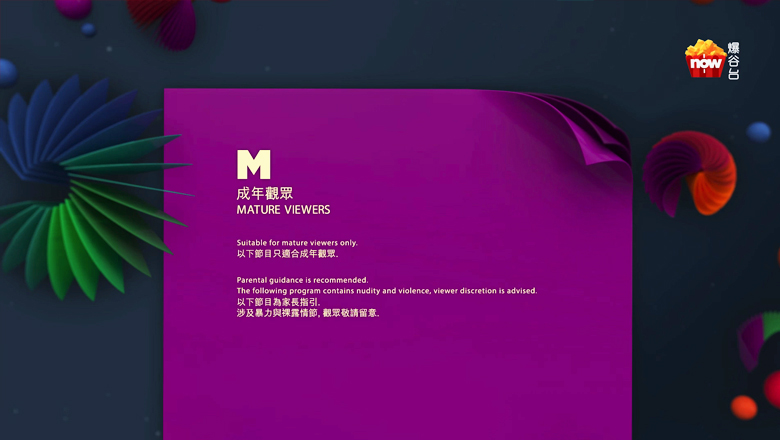 now
爆谷台
M
成年觀眾
MATURE VIEWERS
Suitable for mature viewers only.
以下節目只適合成年觀眾.
Parental guidance is recommended.
The following program contains nudity and violence, viewer discretion is advised.
以下節目為家長指引.
涉及暴力與裸露情節, 觀眾敬請留意.